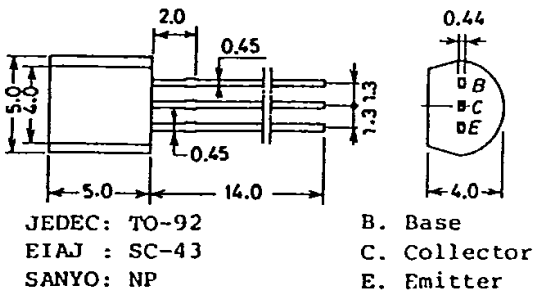 2.0
0.44
0.45
5.0
4.0
B
C
E
1.3
1.3
0.45
5.0
14.0
4.0
JEDEC: TO-92
EIAJ : SC-43
SANYO: NP
B. Base
C. Collector
E. Emitter